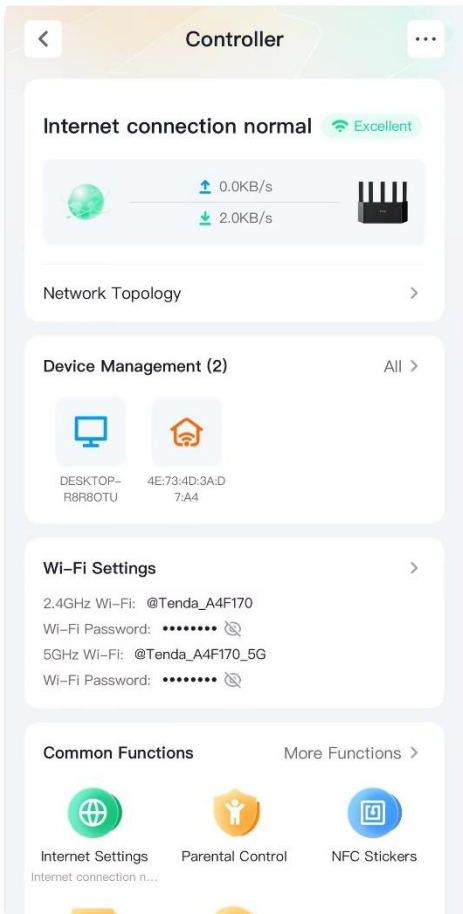 Controller
Internet connection normal
Excellent
0.0KB/s
2.0KB/s
Network Topology
Device Management (2)
All
DESKTOP-
R8R8OTU
4E:73:4D:3A:D
7:A4
Wi-Fi Settings
2.4GHz Wi-Fi: @Tenda_A4F170
Wi-Fi Password: ••••••••
5GHz Wi-Fi: @Tenda_A4F170_5G
Wi-Fi Password: ••••••••
Common Functions
More Functions
Internet Settings
Internet connection n...
Parental Control
NFC Stickers